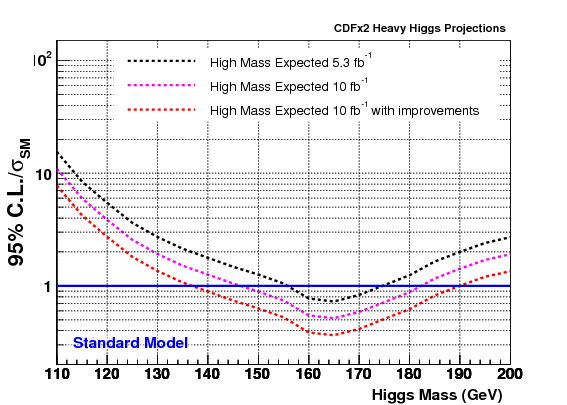 CDFx2 Heavy Higgs Projections
High Mass Expected 5.3 fb⁻¹
High Mass Expected 10 fb⁻¹
High Mass Expected 10 fb⁻¹ with improvements
95% C.L./σSM
10²
10
1
Standard Model
110 120 130 140 150 160 170 180 190 200
Higgs Mass (GeV)